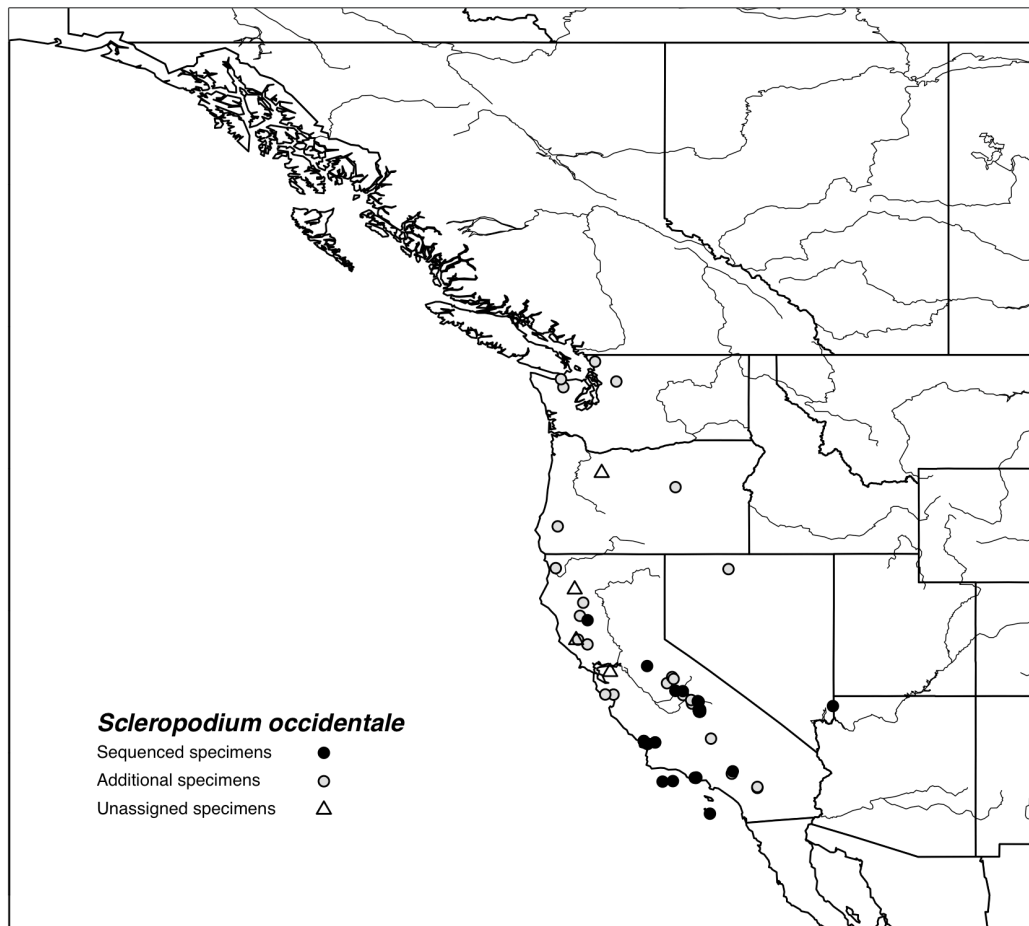 Scleropodium occidentale
Sequenced specimens
Additional specimens
Unassigned specimens